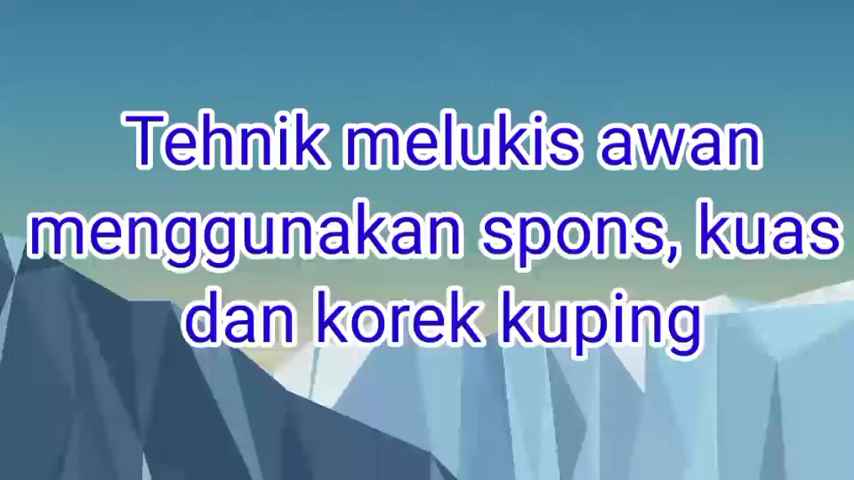 Tehnik melukis awan
menggunakan spons, kuas
dan korek kuping